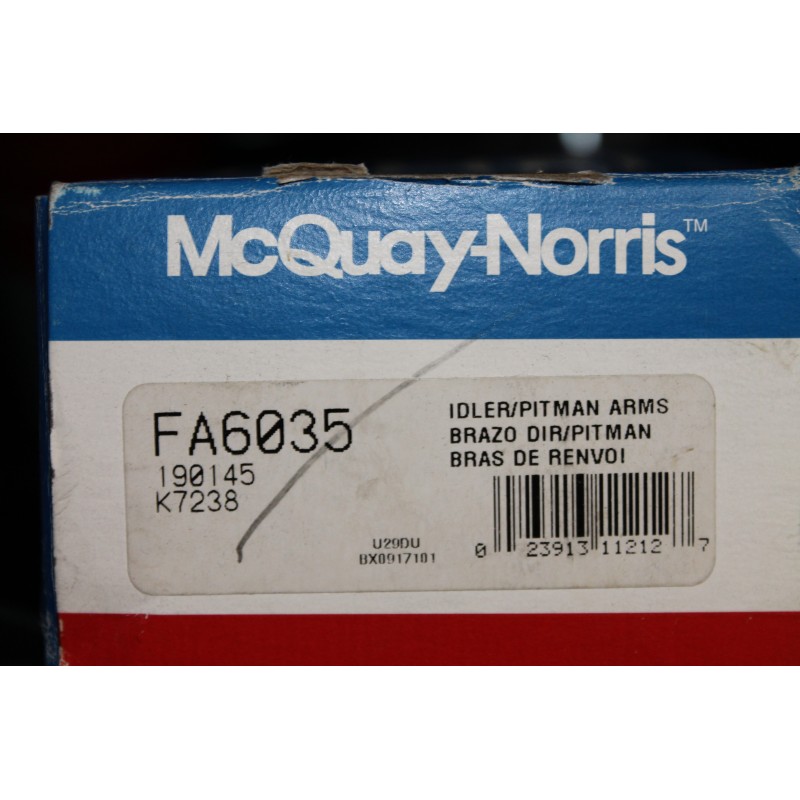 McQuay-Norris™
FA6035
190145
K7238
IDLER/PITMAN ARMS
BRAZO DIR/PITMAN
BRAS DE RENVOI
U29DU
BX0917101
0 23913 11212 7